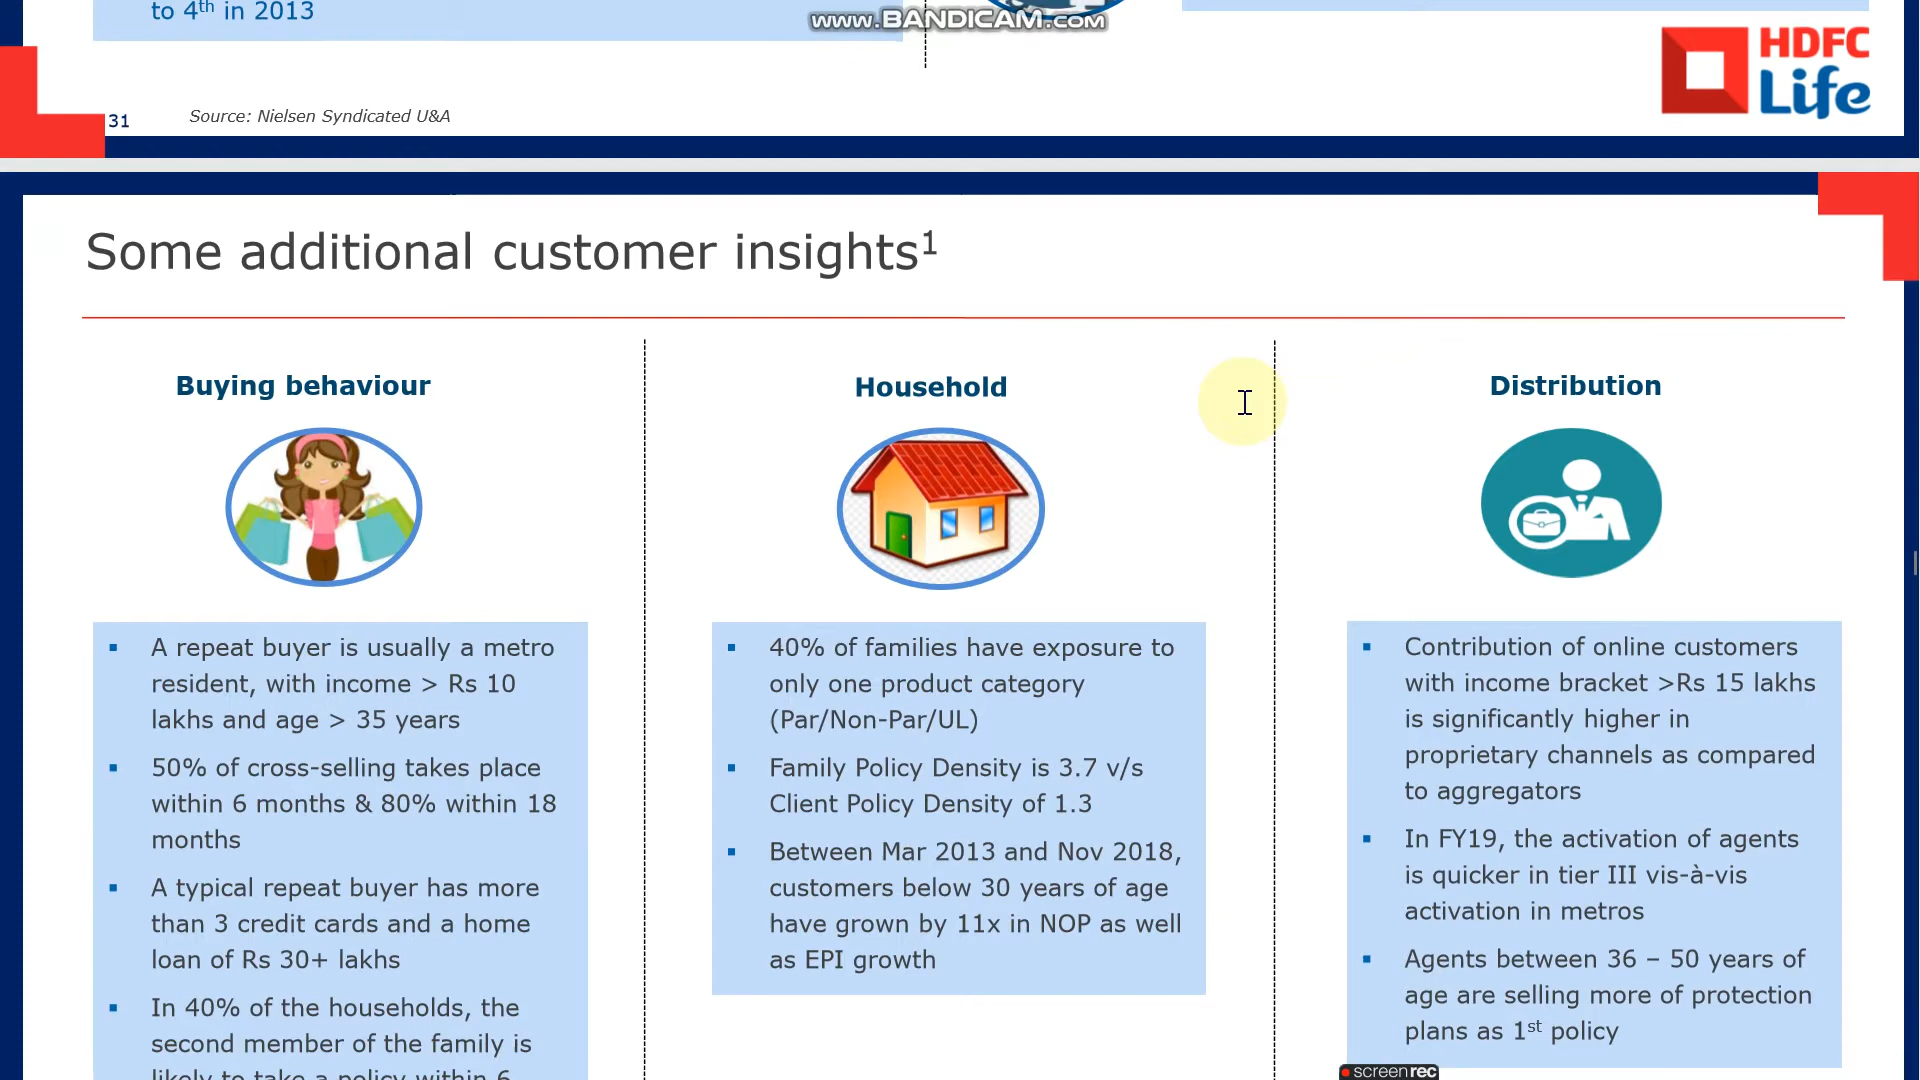 to 4th in 2013
www.BANDICAM.com
HDFC
Life
31
Source: Nielsen Syndicated U&A
Some additional customer insights1
Buying behaviour
A repeat buyer is usually a metro
resident, with income > Rs 10
lakhs and age > 35 years
50% of cross-selling takes place
within 6 months & 80% within 18
months
A typical repeat buyer has more
than 3 credit cards and a home
loan of Rs 30+ lakhs
In 40% of the households, the
second member of the family is
likely to take a policy within 6
Household
40% of families have exposure to
only one product category
(Par/Non-Par/UL)
Family Policy Density is 3.7 v/s
Client Policy Density of 1.3
Between Mar 2013 and Nov 2018,
customers below 30 years of age
have grown by 11x in NOP as well
as EPI growth
Distribution
Contribution of online customers
with income bracket >Rs 15 lakhs
is significantly higher in
proprietary channels as compared
to aggregators
In FY19, the activation of agents
is quicker in tier III vis-à-vis
activation in metros
Agents between 36 – 50 years of
age are selling more of protection
plans as 1st policy
screenrec